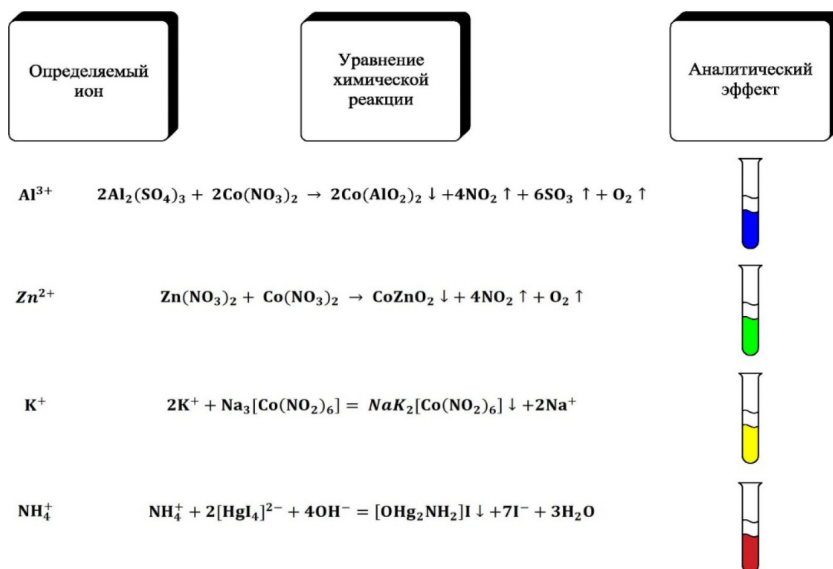 Определяемый
ион
Уравнение
химической
реакции
Аналитический
эффект
Al³⁺ 2Al₂(SO₄)₃ + 2Co(NO₃)₂ → 2Co(AlO₂)₂ ↓ +4NO₂ ↑ + 6SO₃ ↑ + O₂ ↑
Zn²⁺ Zn(NO₃)₂ + Co(NO₃)₂ → CoZnO₂ ↓ + 4NO₂ ↑ + O₂ ↑
K⁺ 2K⁺ + Na₃[Co(NO₂)₆] = NaK₂[Co(NO₂)₆] ↓ +2Na⁺
NH₄⁺ NH₄⁺ + 2[HgI₄]²⁻ + 4OH⁻ = [OHg₂NH₂]I ↓ +7I⁻ + 3H₂O